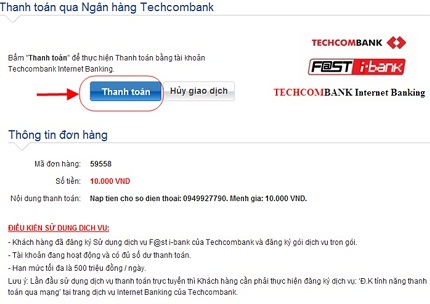 Thanh toán qua Ngân hàng Techcombank
Bấm "Thanh toán" để thực hiện Thanh toán bằng tài khoản
Techcombank Internet Banking.
Thanh toán
Hủy giao dịch
TECHCOMBANK
F@ST i-bank
TECHCOMBANK Internet Banking
Thông tin đơn hàng
Mã đơn hàng: 59558
Số tiền: 10.000 VND
Nội dung thanh toán: Nap tien cho so dien thoai: 0949927790. Menh gia: 10.000 VND.
ĐIỀU KIỆN SỬ DỤNG DỊCH VỤ:
- Khách hàng đã đăng ký Sử dụng dịch vụ F@st i-bank của Techcombank và đăng ký gói dịch vụ trọn gói.
- Tài khoản đang hoạt động và có đủ số dư thanh toán.
- Hạn mức tối đa là 500 triệu đồng / ngày.
Lưu ý: Lần đầu sử dụng dịch vụ thanh toán trực tuyến thì Khách hàng cần phải thực hiện đăng ký dịch vụ: 'Đ.K tính năng thanh
toán qua mạng' tại trang dịch vụ Internet Banking của Techcombank.